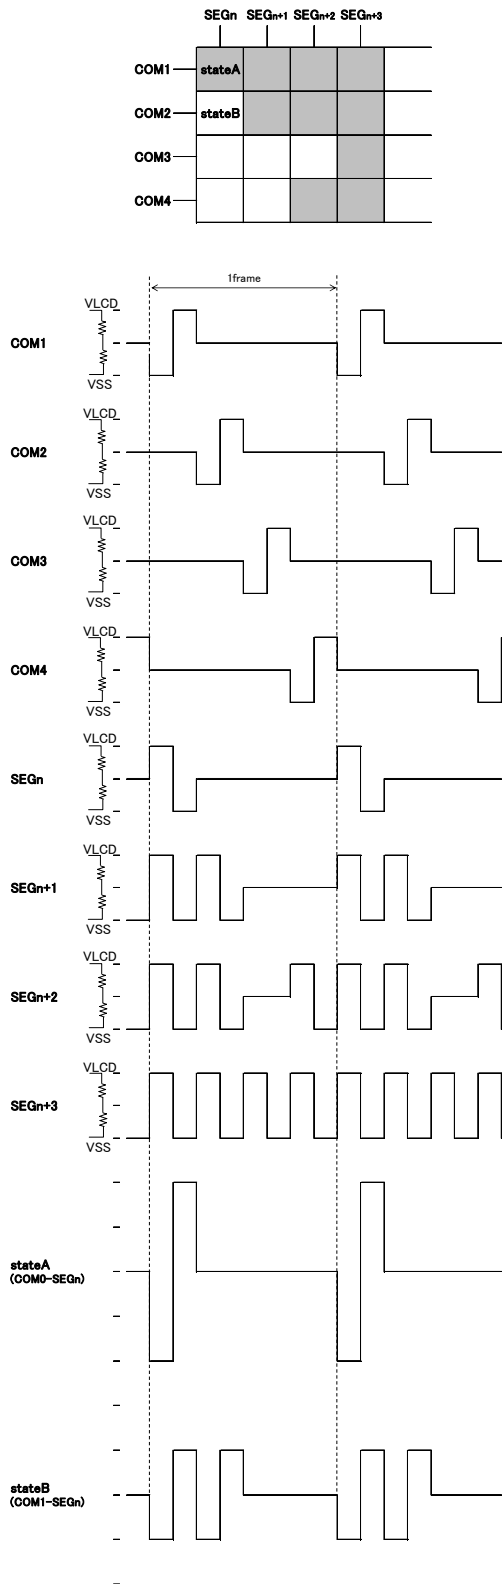 SEGn SEGn+1 SEGn+2 SEGn+3
COM1 stateA
COM2 stateB
COM3
COM4
1frame
VLCD
COM1
VSS
VLCD
COM2
VSS
VLCD
COM3
VSS
VLCD
COM4
VSS
VLCD
SEGn
VSS
VLCD
SEGn+1
VSS
VLCD
SEGn+2
VSS
VLCD
SEGn+3
VSS
stateA
(COM0-SEGn)
stateB
(COM1-SEGn)